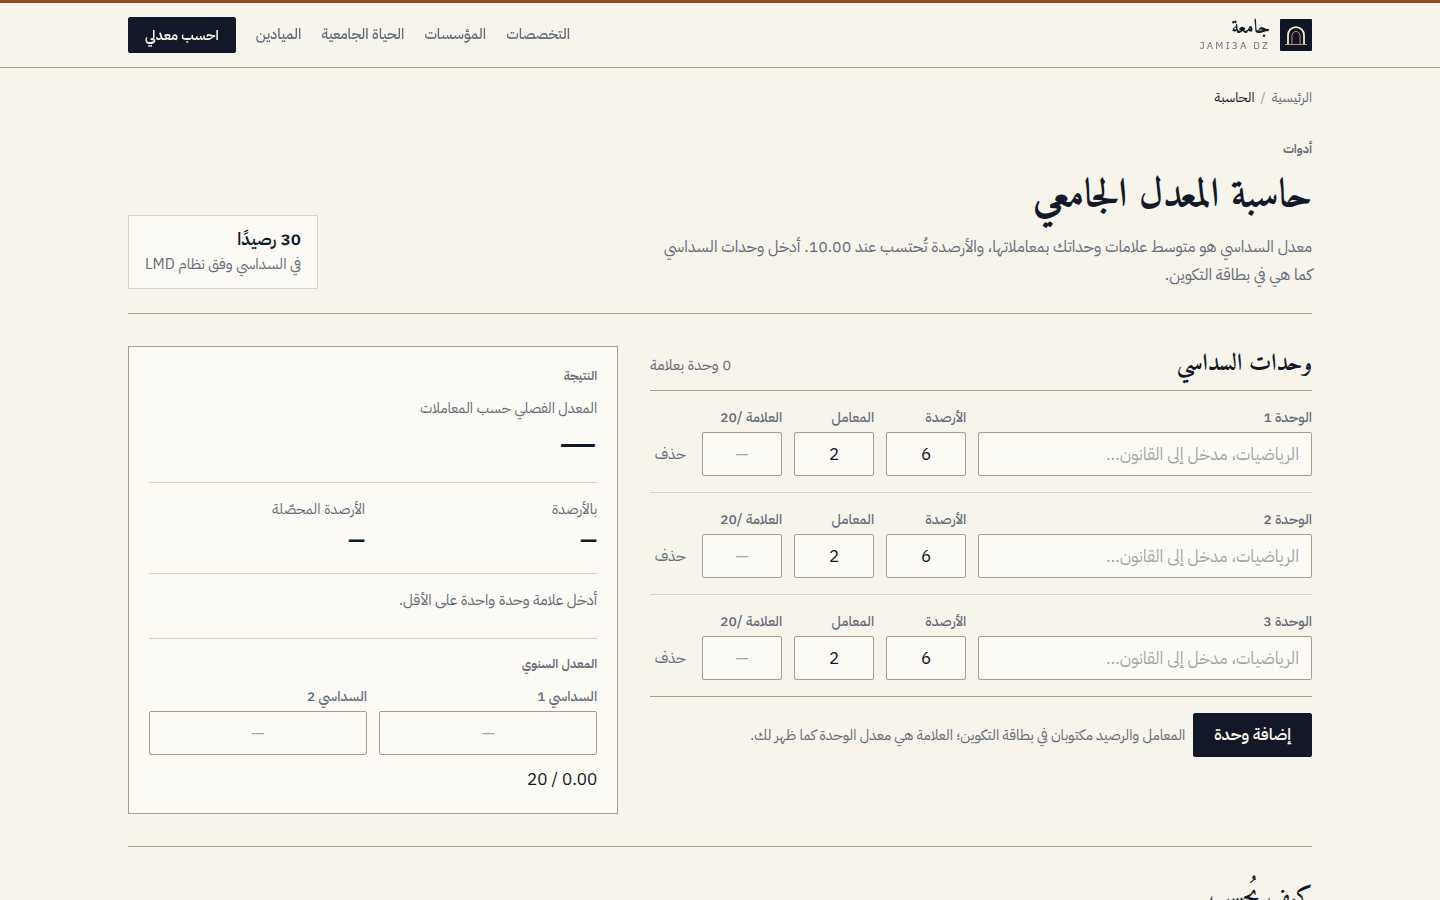 جامعة
JAMI3A DZ
التخصصات
المؤسسات
الحياة الجامعية
الميادين
احسب معدلي
الرئيسية / الحاسبة
أدوات
حاسبة المعدل الجامعي
معدل السداسي هو متوسط علامات وحداتك بمعاملاتها، والأرصدة تُحتسب عند 10.00. أدخل وحدات السداسي
كما هي في بطاقة التكوين.
30 رصيدًا
في السداسي وفق نظام LMD
وحدات السداسي
0 وحدة بعلامة
الوحدة 1
الأرصدة
المعامل
العلامة /20
الرياضيات، مدخل إلى القانون...
6
2
—
حذف
الوحدة 2
الأرصدة
المعامل
العلامة /20
الرياضيات، مدخل إلى القانون...
6
2
—
حذف
الوحدة 3
الأرصدة
المعامل
العلامة /20
الرياضيات، مدخل إلى القانون...
6
2
—
حذف
إضافة وحدة
المعامل والرصيد مكتوبان في بطاقة التكوين؛ العلامة هي معدل الوحدة كما ظهر لك.
النتيجة
المعدل الفصلي حسب المعاملات
—
بالأرصدة
الأرصدة المحصّلة
—
—
أدخل علامة وحدة واحدة على الأقل.
المعدل السنوي
السداسي 1
السداسي 2
—
—
0.00 / 20